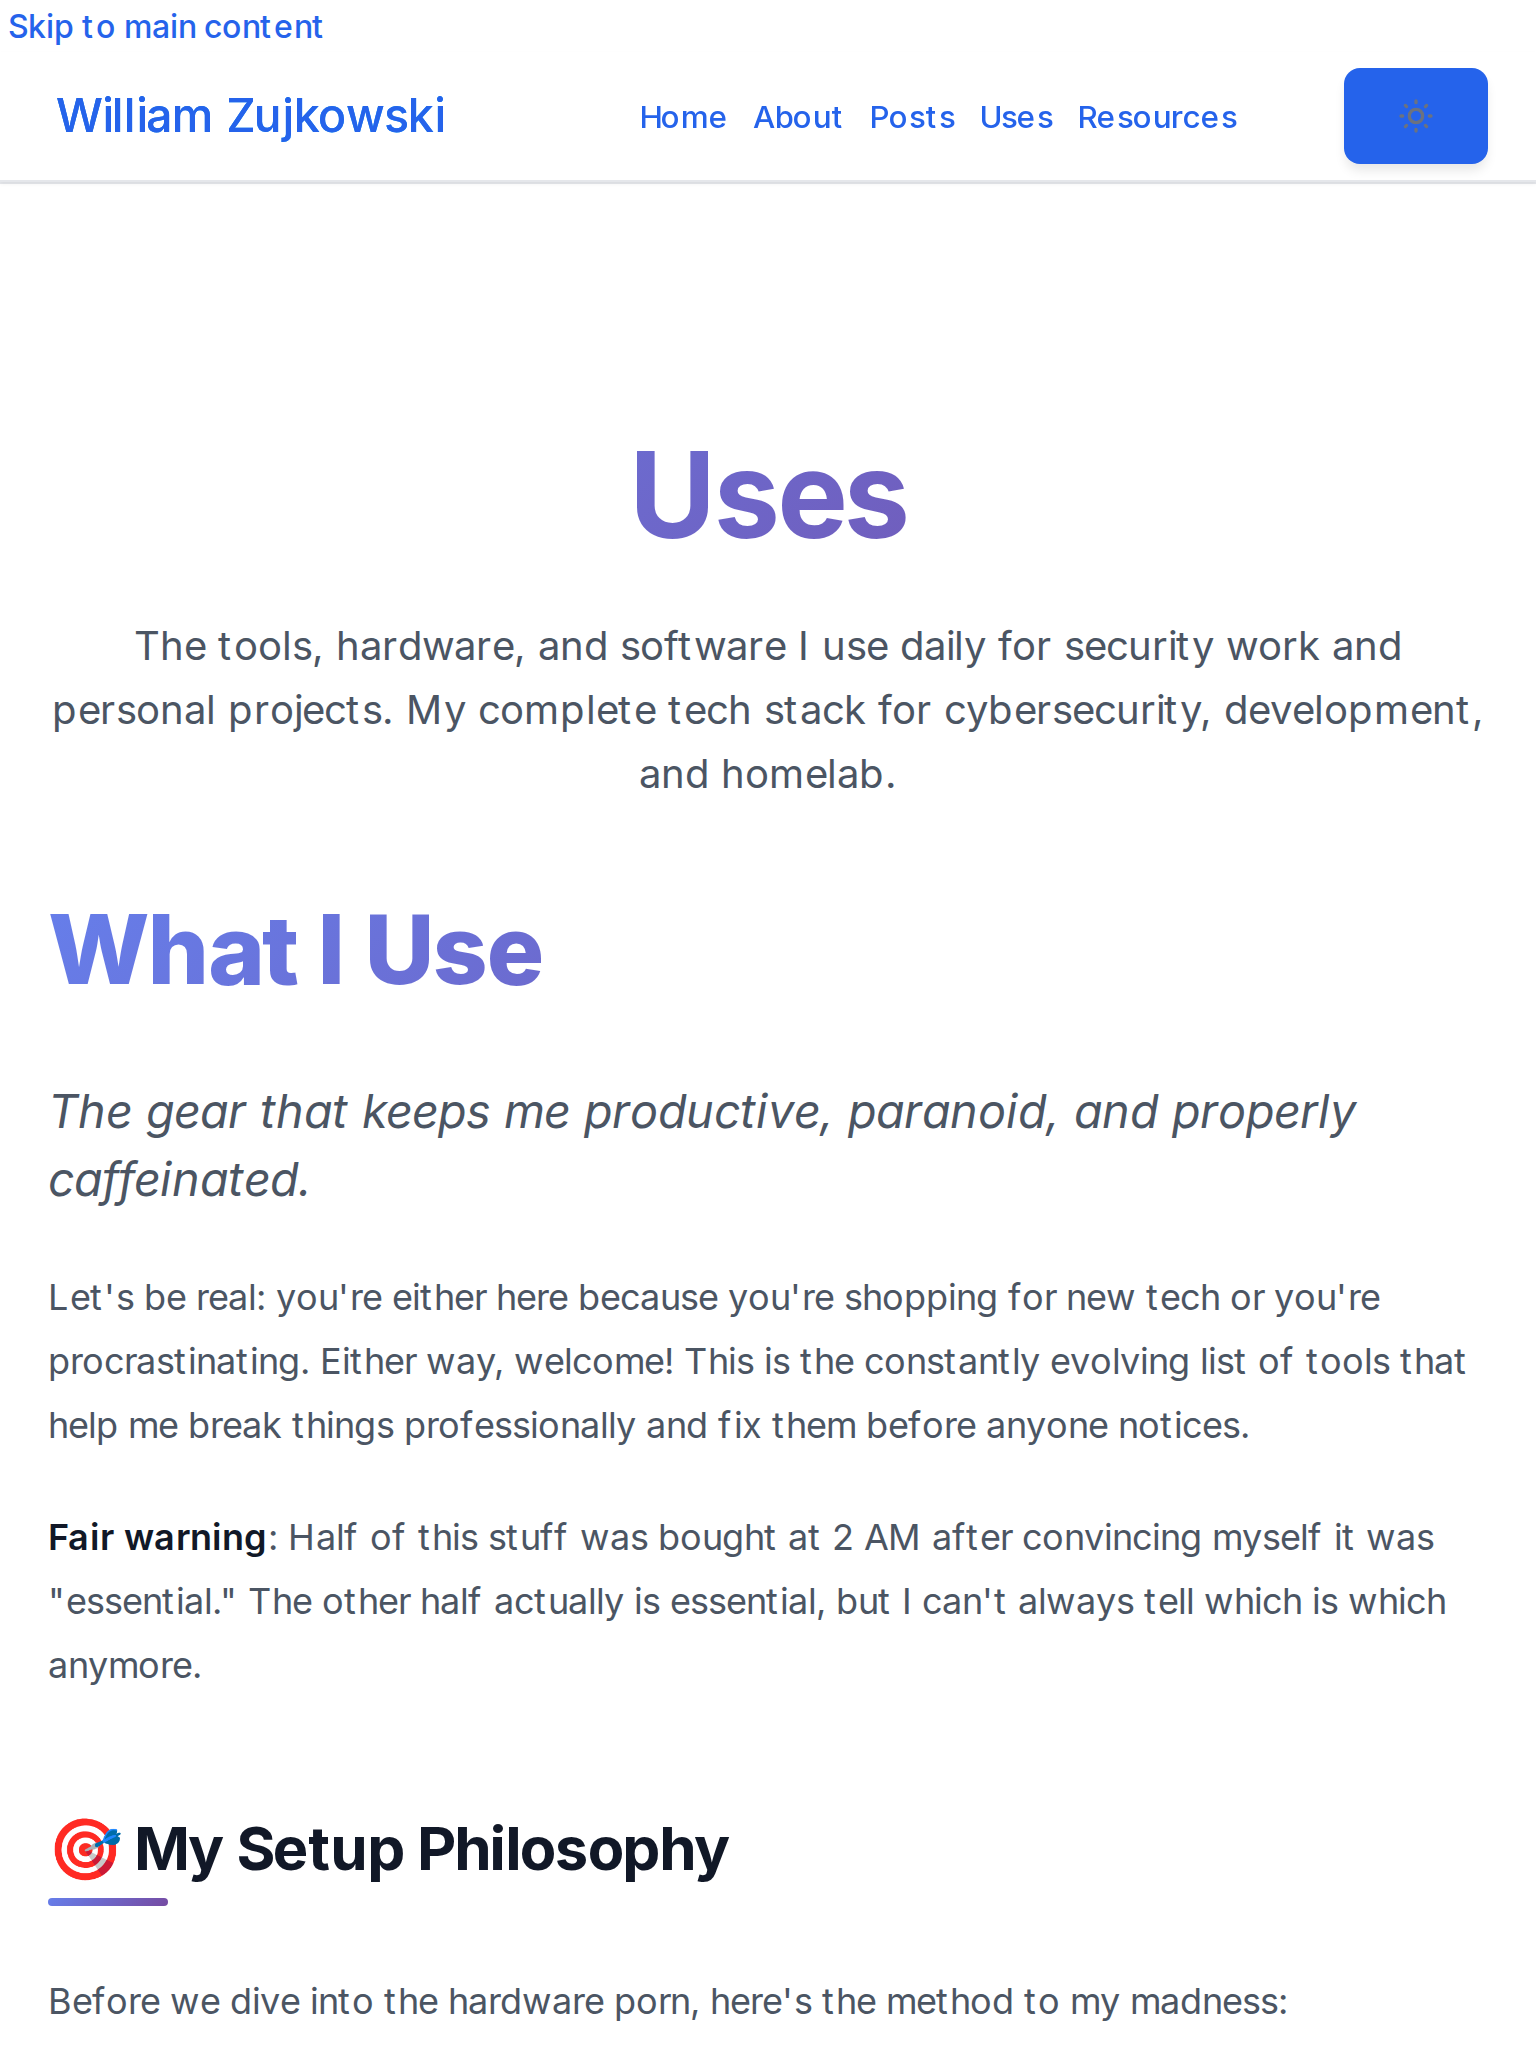 Skip to main content
William Zujkowski
Home About Posts Uses Resources
Uses
The tools, hardware, and software I use daily for security work and
personal projects. My complete tech stack for cybersecurity, development,
and homelab.
What I Use
The gear that keeps me productive, paranoid, and properly
caffeinated.
Let's be real: you're either here because you're shopping for new tech or you're
procrastinating. Either way, welcome! This is the constantly evolving list of tools that
help me break things professionally and fix them before anyone notices.
Fair warning: Half of this stuff was bought at 2 AM after convincing myself it was
"essential." The other half actually is essential, but I can't always tell which is which
anymore.
🎯 My Setup Philosophy
Before we dive into the hardware porn, here's the method to my madness: